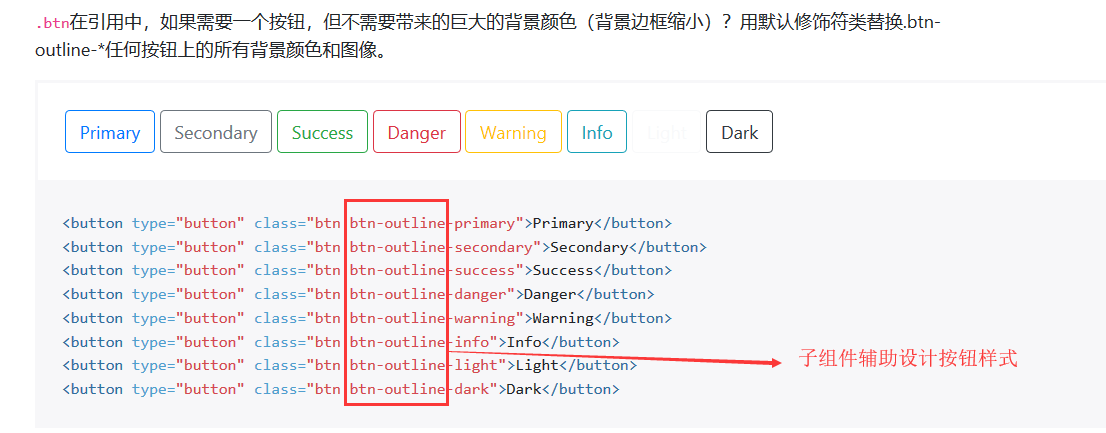 .btn在引用中，如果需要一个按钮，但不需要带来的巨大的背景颜色（背景边框缩小）？用默认修饰符类替换.btn-
outline-*任何按钮上的所有背景颜色和图像。
Primary Secondary Success Danger Warning Info Light Dark
<button type="button" class="btn btn-outline-primary">Primary</button>
<button type="button" class="btn btn-outline-secondary">Secondary</button>
<button type="button" class="btn btn-outline-success">Success</button>
<button type="button" class="btn btn-outline-danger">Danger</button>
<button type="button" class="btn btn-outline-warning">Warning</button>
<button type="button" class="btn btn-outline-info">Info</button>
<button type="button" class="btn btn-outline-light">Light</button>
<button type="button" class="btn btn-outline-dark">Dark</button>
子组件辅助设计按钮样式